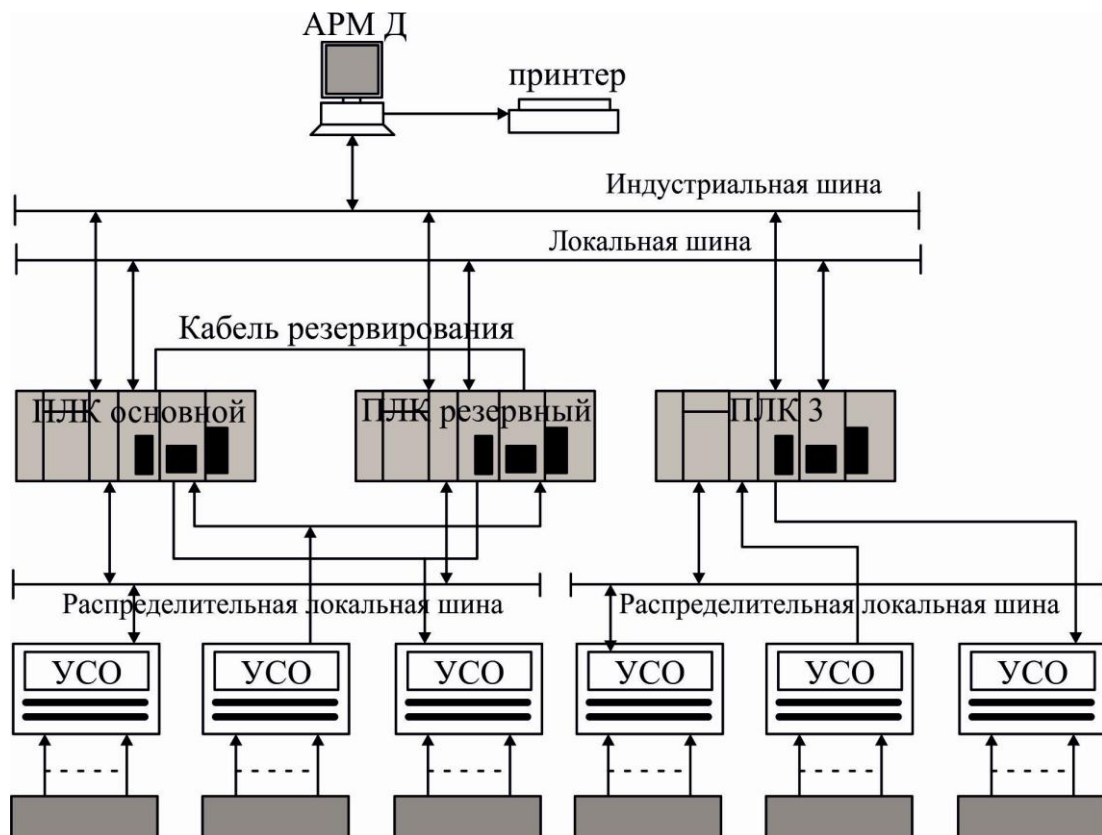 АРМ Д
принтер
Индустриальная шина
Локальная шина
Кабель резервирования
ПЛК основной
ПЛК резервный
ПЛК 3
Распределительная локальная шина
Распределительная локальная шина
УСО
УСО
УСО
УСО
УСО
УСО